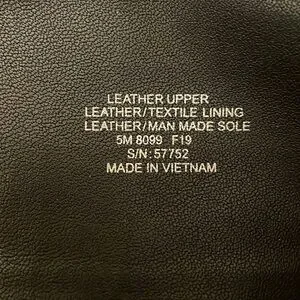 LEATHER UPPER
LEATHER/TEXTILE LINING
LEATHER/MAN MADE SOLE
5M 8099 F19
S/N: 57752
MADE IN VIETNAM